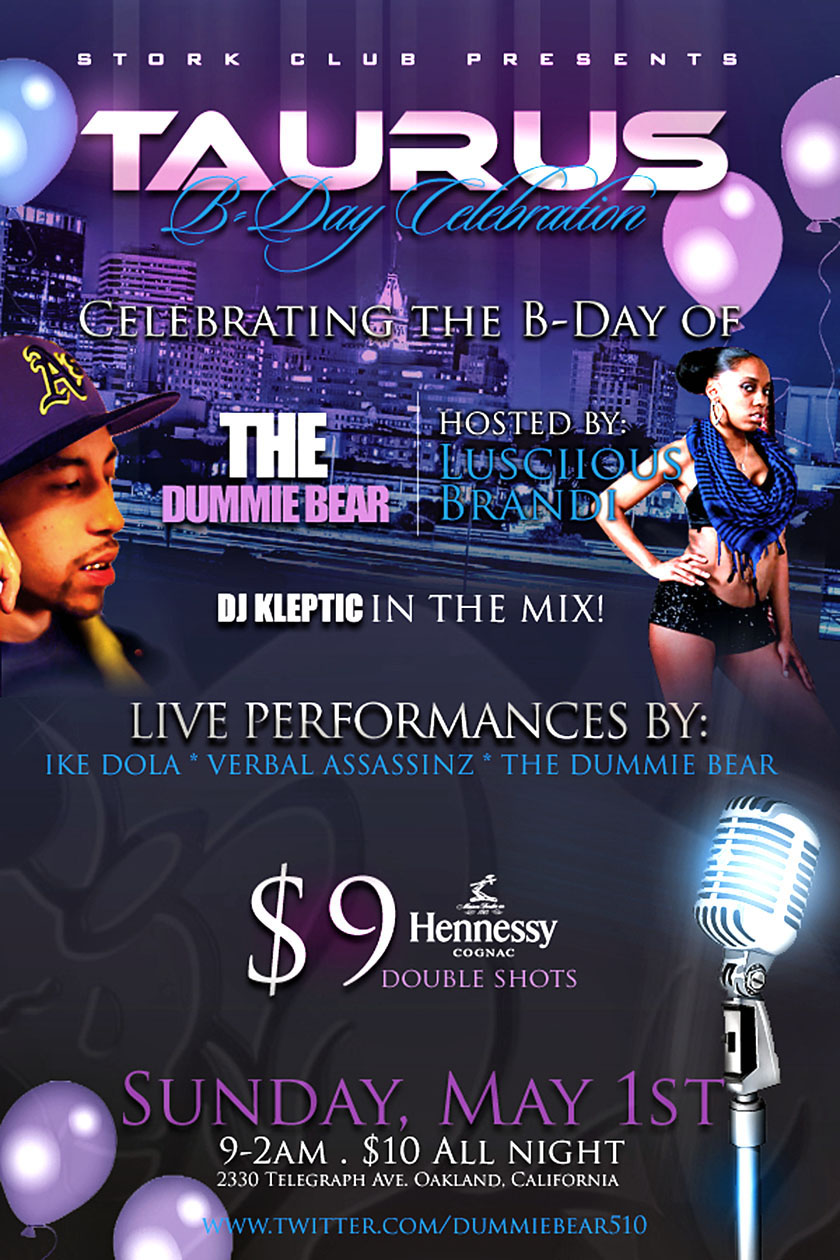 STORK CLUB PRESENTS
TAURUS
B-Day Celebration
CELEBRATING THE B-DAY OF
A's
THE
DUMMIE BEAR
HOSTED BY:
LUSCIIOUS
BRANDI
DJ KLEPTIC IN THE MIX!
LIVE PERFORMANCES BY:
IKE DOLA * VERBAL ASSASSINZ * THE DUMMIE BEAR
$9
Hennessy
COGNAC
DOUBLE SHOTS
SUNDAY, MAY 1ST
9-2AM . $10 ALL NIGHT
2330 TELEGRAPH AVE. OAKLAND, CALIFORNIA
WWW.TWITTER.COM/DUMMIEBEAR510